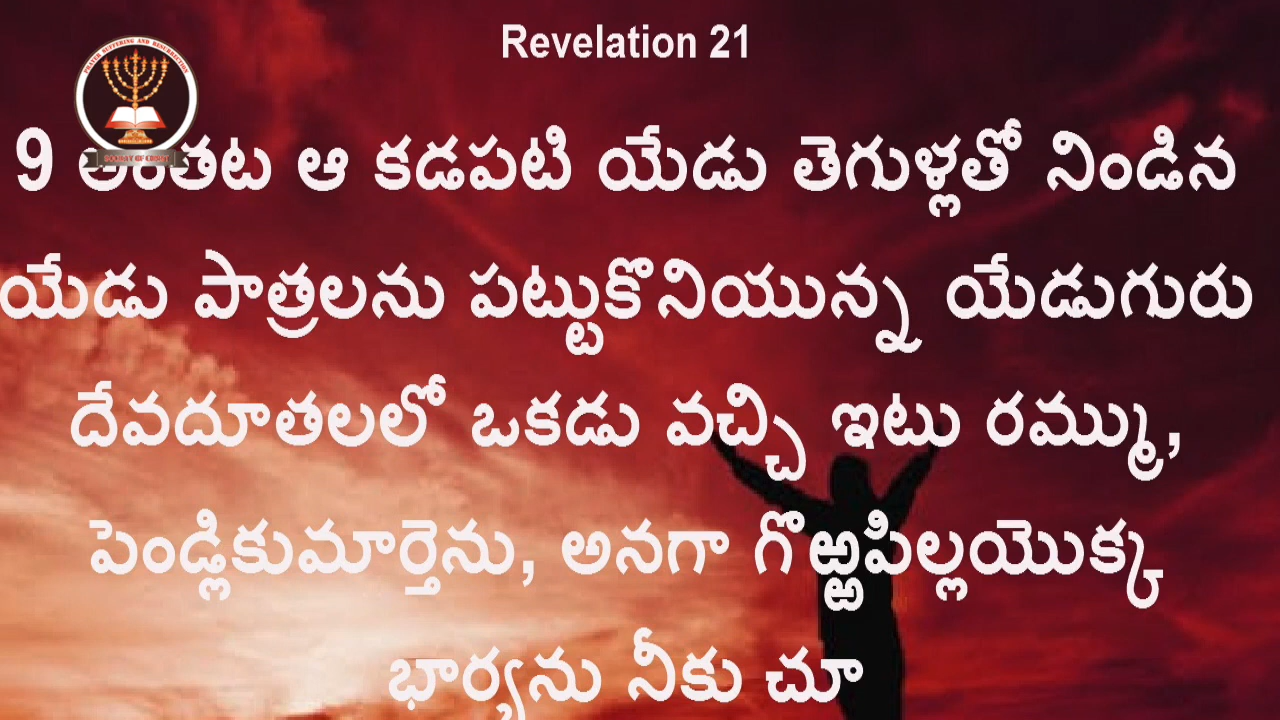 Revelation 21
9 అంతట ఆ కడపటి యేడు తెగుళ్లతో నిండిన
యేడు పాత్రలను పట్టుకొనియున్న యేడుగురు
దేవదూతలలో ఒకడు వచ్చి ఇటు రమ్ము,
పెండ్లికుమార్తెను, అనగా గొఱ్ఱపిల్లయొక్క
భార్యను నీకు చూ